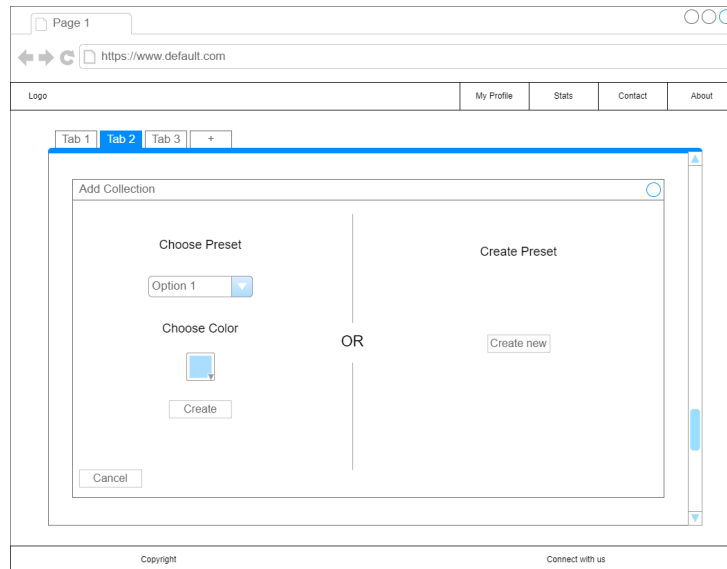 Page 1
https://www.default.com
Logo My Profile Stats Contact About
Tab 1 Tab 2 Tab 3 +
Add Collection
Choose Preset
Option 1
Choose Color
Create
OR
Create Preset
Create new
Cancel
Copyright Connect with us